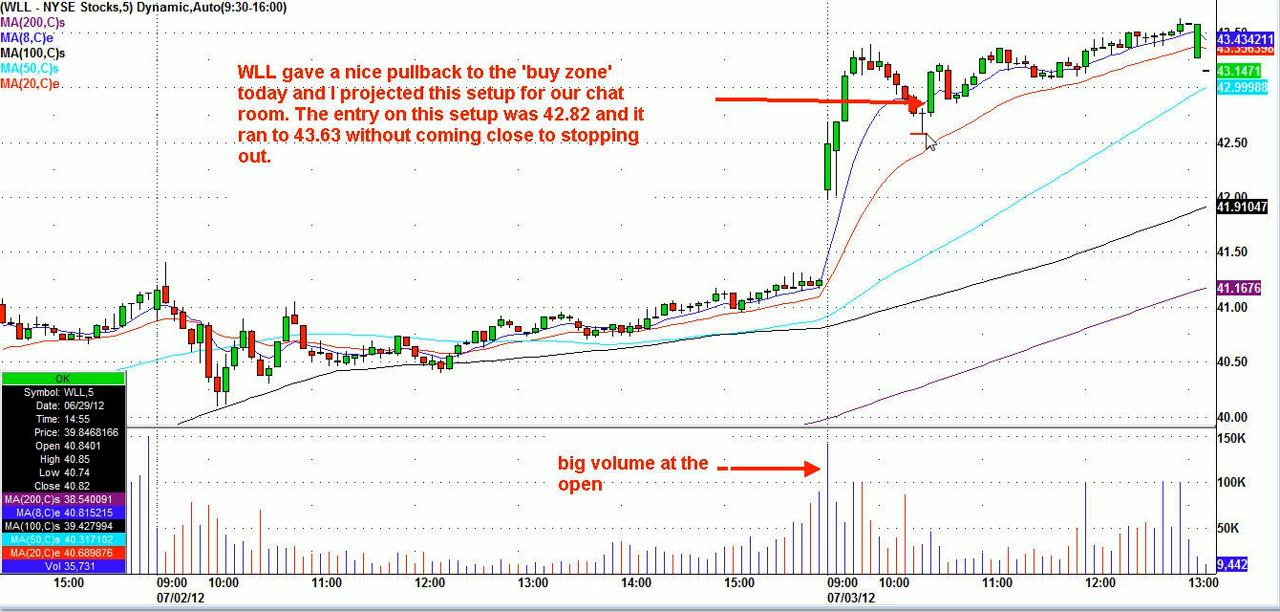 (WLL - NYSE Stocks,5) Dynamic,Auto(9:30-16:00)
MA(200,C)s
MA(8,C)e
MA(100,C)s
MA(50,C)s
MA(20,C)e
WLL gave a nice pullback to the 'buy zone'
today and I projected this setup for our chat
room. The entry on this setup was 42.82 and it
ran to 43.63 without coming close to stopping
out.
43.434211
43.1471
42.99988
42.50
42.00
41.91047
41.50
41.1676
41.00
40.50
40.00
OK
Symbol: WLL,5
Date: 06/29/12
Time: 14:55
Price: 39.8468166
Open 40.8401
High 40.85
Low 40.74
Close 40.82
MA(200,C)s 38.540091
MA(8,C)e 40.815215
MA(100,C)s 39.427994
MA(50,C)s 40.317102
MA(20,C)e 40.689876
Vol 35,731
big volume at the
open
150K
100K
50K
9,442
15:00 09:00 10:00 11:00 12:00 13:00 14:00 15:00 09:00 10:00 11:00 12:00 13:00
07/02/12 07/03/12